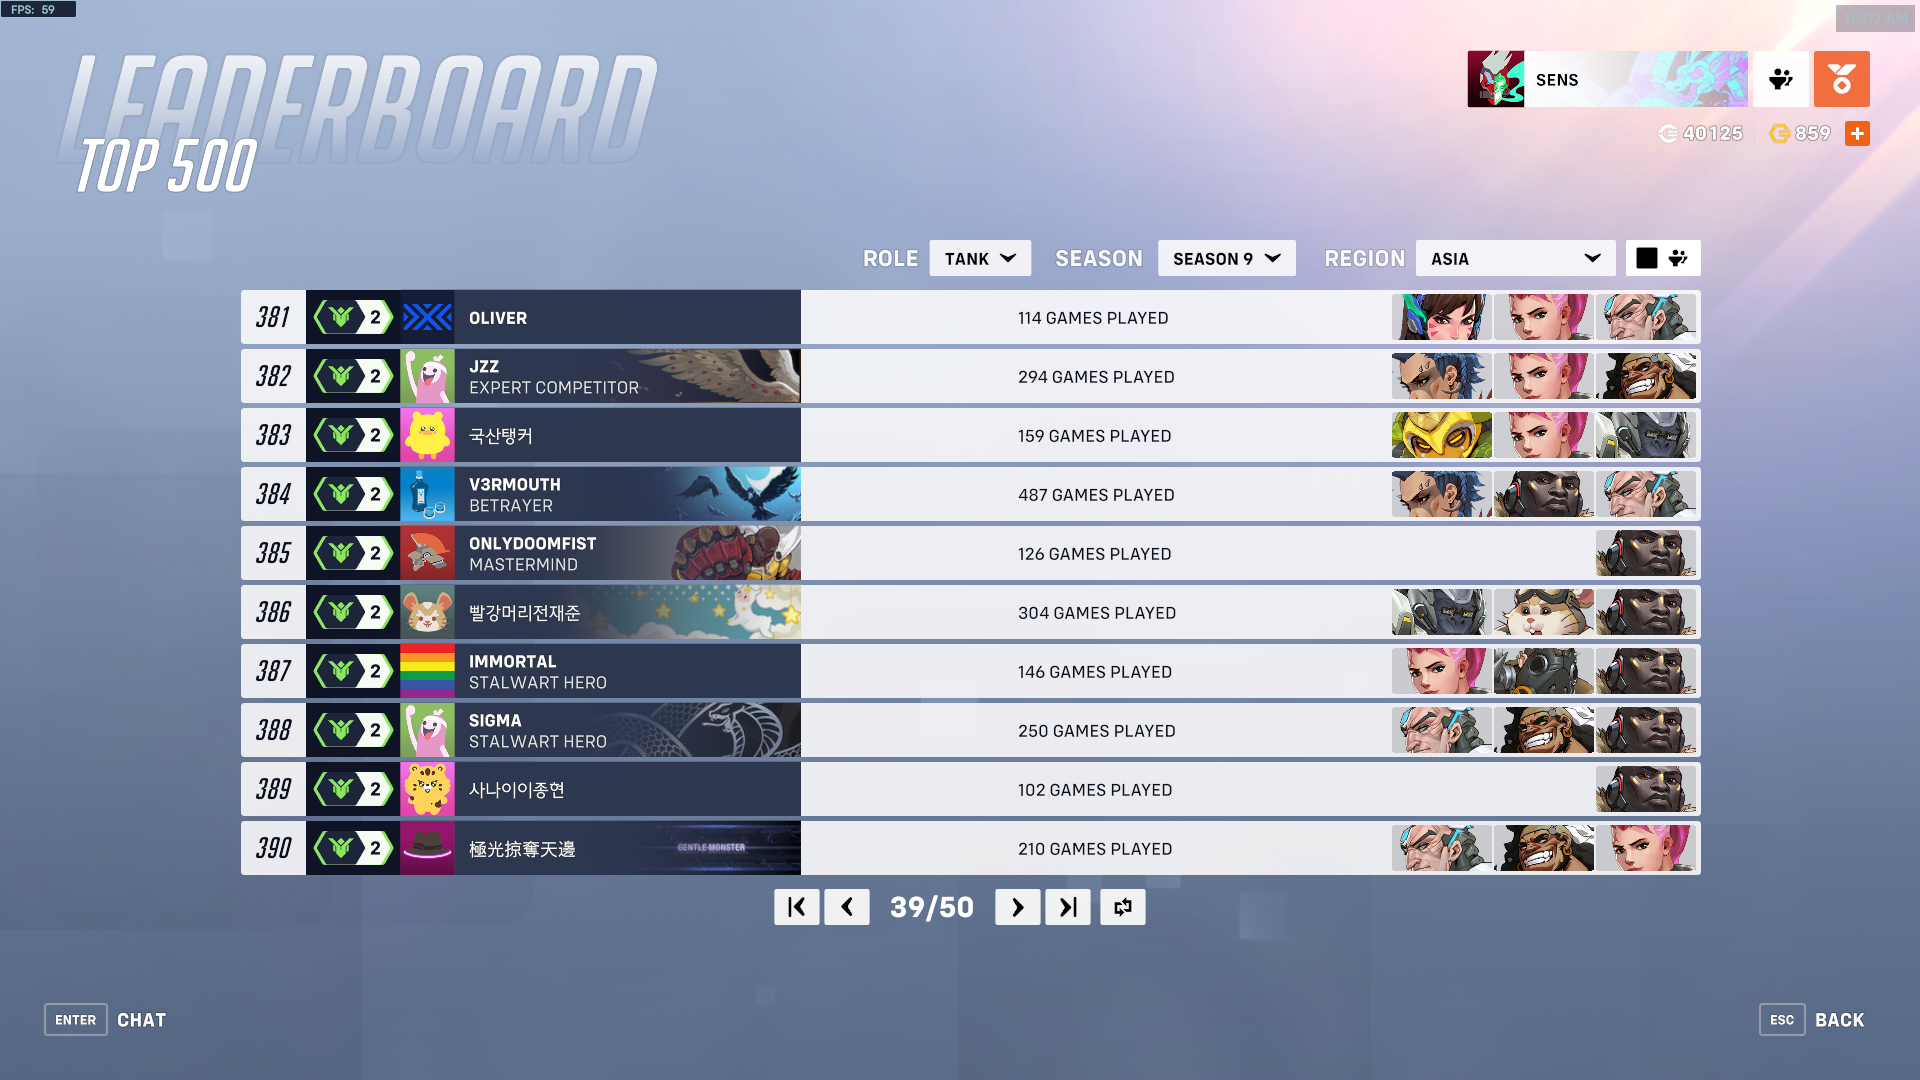 FPS: 59
10:07 AM
LEADERBOARD
TOP 500
SENS
40125
859
ROLE TANK SEASON SEASON 9 REGION ASIA
381 2 OLIVER 114 GAMES PLAYED
382 2 JZZ
EXPERT COMPETITOR 294 GAMES PLAYED
383 2 국산탱커 159 GAMES PLAYED
384 2 V3RMOUTH
BETRAYER 487 GAMES PLAYED
385 2 ONLYDOOMFIST
MASTERMIND 126 GAMES PLAYED
386 2 빨강머리전재준 304 GAMES PLAYED
387 2 IMMORTAL
STALWART HERO 146 GAMES PLAYED
388 2 SIGMA
STALWART HERO 250 GAMES PLAYED
389 2 사나이이종현 102 GAMES PLAYED
390 2 極光掠奪天邊 GENTLE MONSTER 210 GAMES PLAYED
39/50
ENTER CHAT
ESC BACK